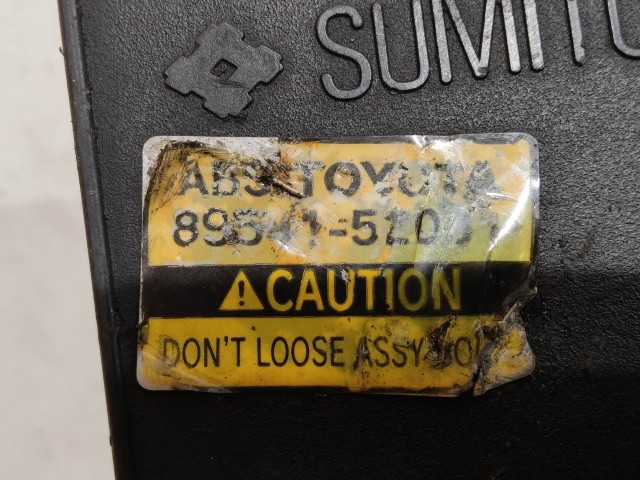 SUMITO
ABS TOYOTA
CAUTION
DON'T LOOSE ASSY